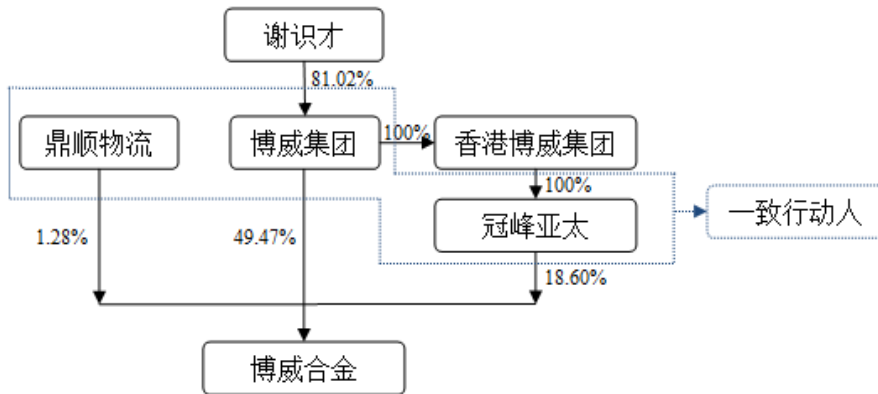 谢识才
81.02%
鼎顺物流
博威集团
100%
香港博威集团
100%
一致行动人
冠峰亚太
1.28%
49.47%
18.60%
博威合金